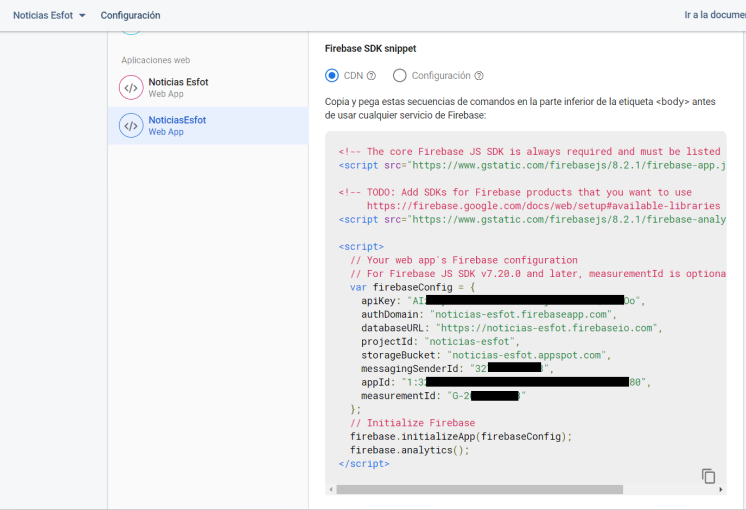 Noticias Esfot
Configuración
Ir a la docume
Aplicaciones web
Noticias Esfot
Web App
NoticiasEsfot
Web App
Firebase SDK snippet
CDN
Configuración
Copia y pega estas secuencias de comandos en la parte inferior de la etiqueta <body> antes
de usar cualquier servicio de Firebase:
<!-- The core Firebase JS SDK is always required and must be listed
<script src="https://www.gstatic.com/firebasejs/8.2.1/firebase-app.j
<!-- TODO: Add SDKs for Firebase products that you want to use
https://firebase.google.com/docs/web/setup#available-libraries
<script src="https://www.gstatic.com/firebasejs/8.2.1/firebase-analy
<script>
// Your web app's Firebase configuration
// For Firebase JS SDK v7.20.0 and later, measurementId is optiona
var firebaseConfig = {
apiKey: "AI Oo",
authDomain: "noticias-esfot.firebaseapp.com",
databaseURL: "https://noticias-esfot.firebaseio.com",
projectId: "noticias-esfot",
storageBucket: "noticias-esfot.appspot.com",
messagingSenderId: "32 ",
appId: "1:3 80",
measurementId: "G-2 "
};
// Initialize Firebase
firebase.initializeApp(firebaseConfig);
firebase.analytics();
</script>